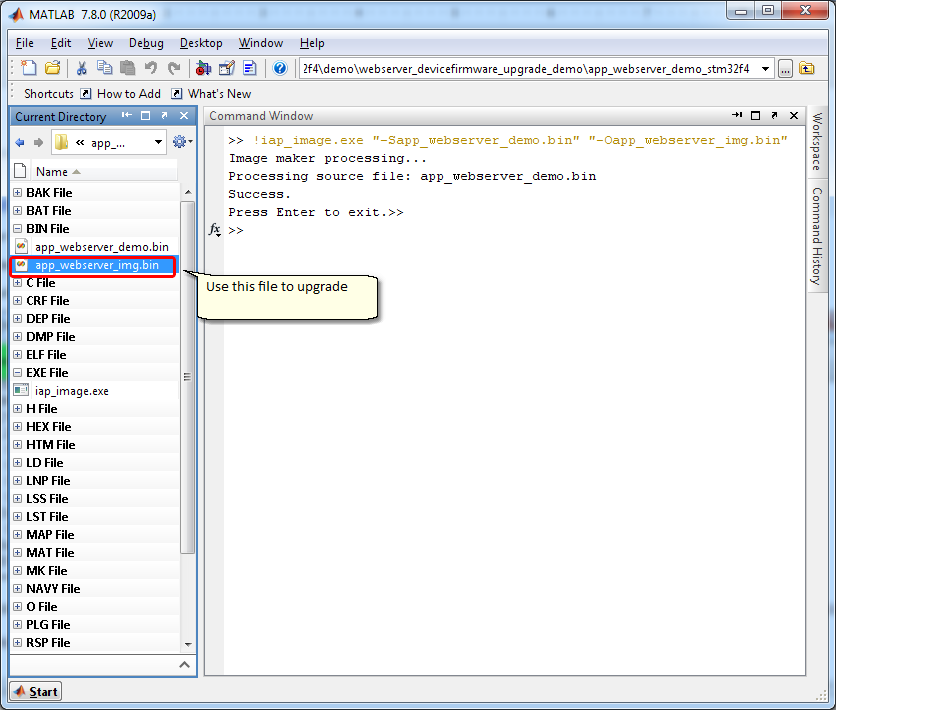 MATLAB 7.8.0 (R2009a)
File Edit View Debug Desktop Window Help
2f4\demo\webserver_devicefirmware_upgrade_demo\app_webserver_demo_stm32f4 ...
Shortcuts How to Add What's New
Current Directory
« app_...
Name
BAK File
BAT File
BIN File
app_webserver_demo.bin
app_webserver_img.bin
C File
CRF File
DEP File
DMP File
ELF File
EXE File
iap_image.exe
H File
HEX File
HTM File
LD File
LNP File
LSS File
LST File
MAP File
MAT File
MK File
NAVY File
O File
PLG File
RSP File
Use this file to upgrade
Command Window
>> !iap_image.exe "-Sapp_webserver_demo.bin" "-Oapp_webserver_img.bin"
Image maker processing...
Processing source file: app_webserver_demo.bin
Success.
Press Enter to exit.>>
fx >>
Workspace
Command History
Start